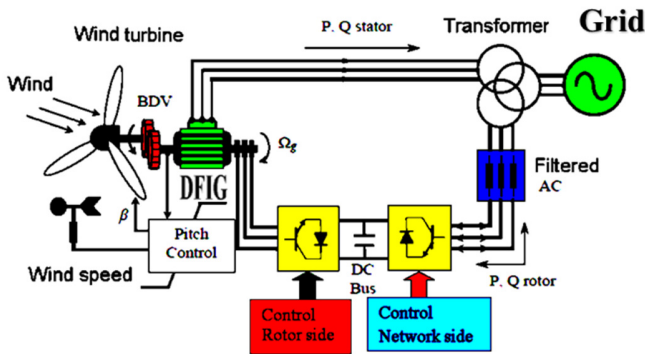 P. Q stator
Transformer
Grid
Wind turbine
Wind
BDV
Ωg
DFIG
Filtered
AC
β
Pitch
Control
DC
Bus
P. Q rotor
Wind speed
Control
Rotor side
Control
Network side